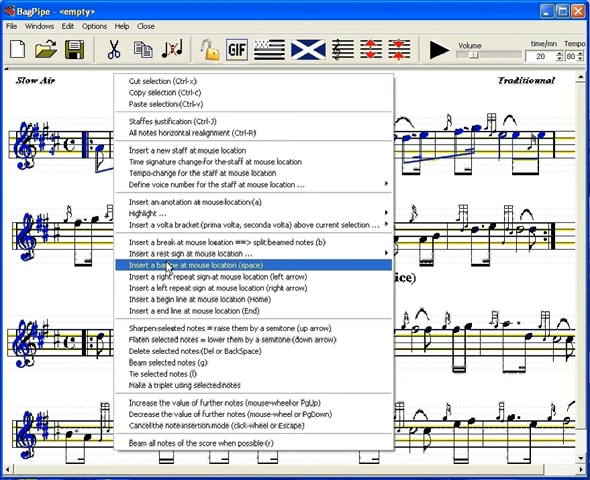 BagPipe - <empty>
File Windows Edit Options Help Close
GIF
Volume
time/mn
20
Tempo
80
Slow Air
Traditionnal
Cut selection (Ctrl-x)
Copy selection (Ctrl-c)
Paste selection(Ctrl-v)
Staffes justification (Ctrl-J)
All notes horizontal realignment (Ctrl-R)
Insert a new staff at mouse location
Time signature change for the staff at mouse location
Tempo change for the staff at mouse location
Define voice number for the staff at mouse location ...
Insert an annotation at mouse location (a)
Highlight ...
Insert a volta bracket (prima volta, seconda volta) above current selection ...
Insert a break at mouse location ==> split beamed notes (b)
Insert a rest sign at mouse location ...
Insert a barline at mouse location (space)
Insert a right repeat sign at mouse location (left arrow)
Insert a left repeat sign at mouse location (right arrow)
Insert a begin line at mouse location (Home)
Insert a end line at mouse location (End)
Sharpen selected notes = raise them by a semitone (up arrow)
Flaten selected notes = lower them by a semitone (down arrow)
Delete selected notes (Del or BackSpace)
Beam selected notes (g)
Tie selected notes (l)
Make a triplet using selected notes
Increase the value of further notes (mouse-wheel or PgUp)
Decrease the value of further notes (mouse-wheel or PgDown)
Cancel the note insertion mode (click-wheel or Escape)
Beam all notes of the score when possible (r)